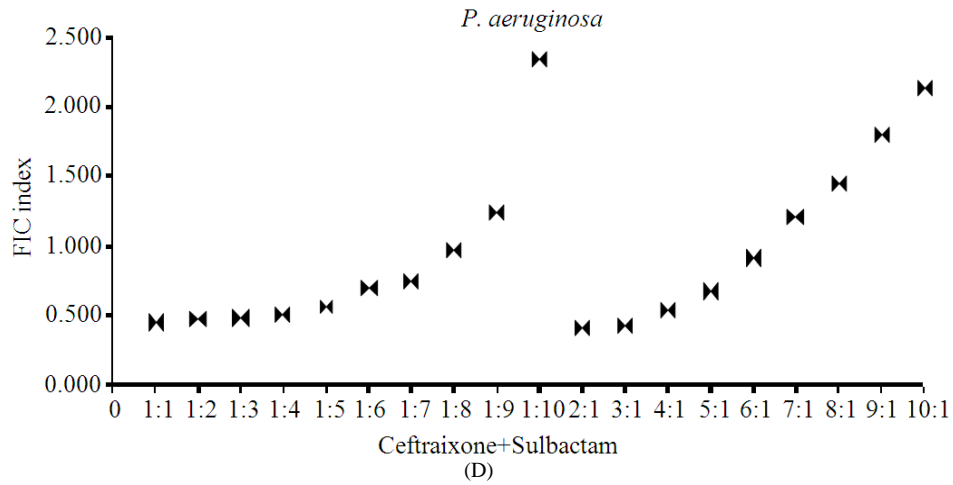 P. aeruginosa
2.500
2.000
1.500
1.000
0.500
0.000
FIC index
0 1:1 1:2 1:3 1:4 1:5 1:6 1:7 1:8 1:9 1:10 2:1 3:1 4:1 5:1 6:1 7:1 8:1 9:1 10:1
Ceftraixone+Sulbactam
(D)